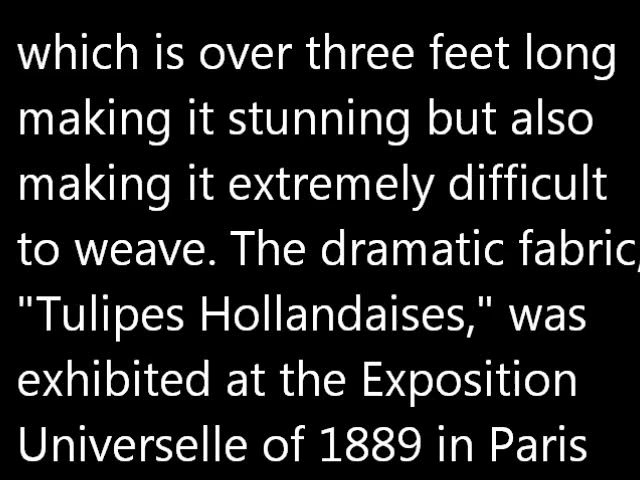 which is over three feet long
making it stunning but also
making it extremely difficult
to weave. The dramatic fabric,
"Tulipes Hollandaises," was
exhibited at the Exposition
Universelle of 1889 in Paris